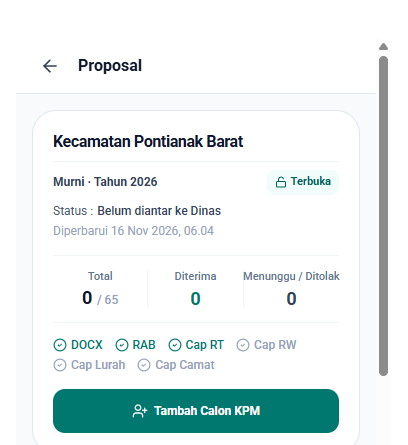 Proposal
Kecamatan Pontianak Barat
Murni · Tahun 2026 Terbuka
Status : Belum diantar ke Dinas
Diperbarui 16 Nov 2026, 06.04
Total Diterima Menunggu / Ditolak
0 / 65 0 0
DOCX RAB Cap RT Cap RW
Cap Lurah Cap Camat
Tambah Calon KPM